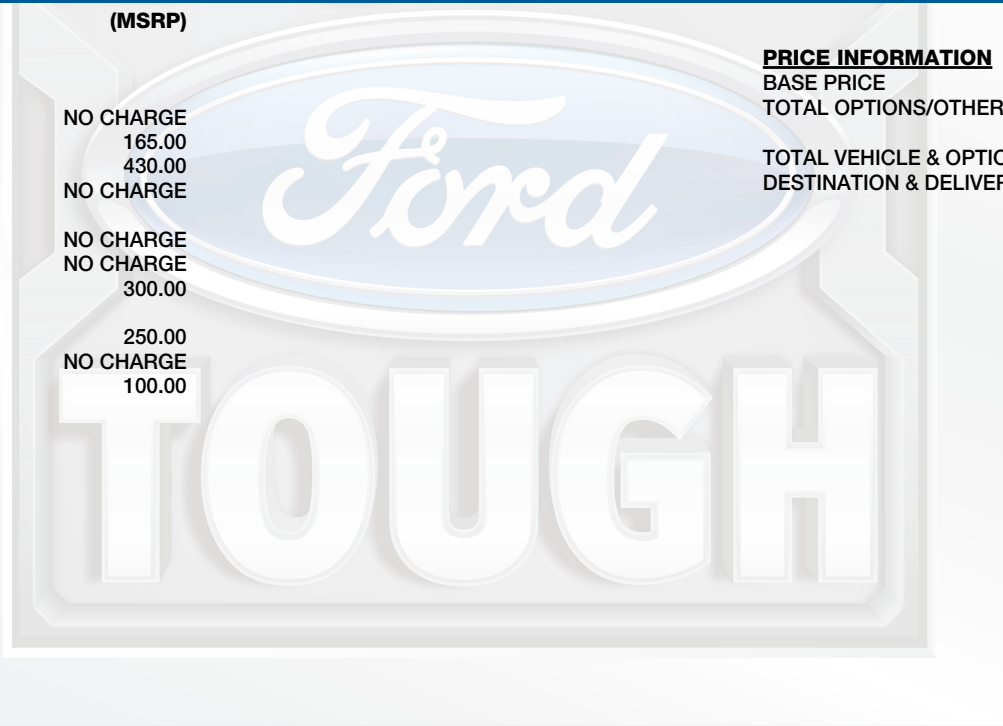 (MSRP)
NO CHARGE
165.00
430.00
NO CHARGE
NO CHARGE
NO CHARGE
300.00
250.00
NO CHARGE
100.00
PRICE INFORMATION
BASE PRICE
TOTAL OPTIONS/OTHER
TOTAL VEHICLE & OPTIO
DESTINATION & DELIVER
Ford
TOUGH